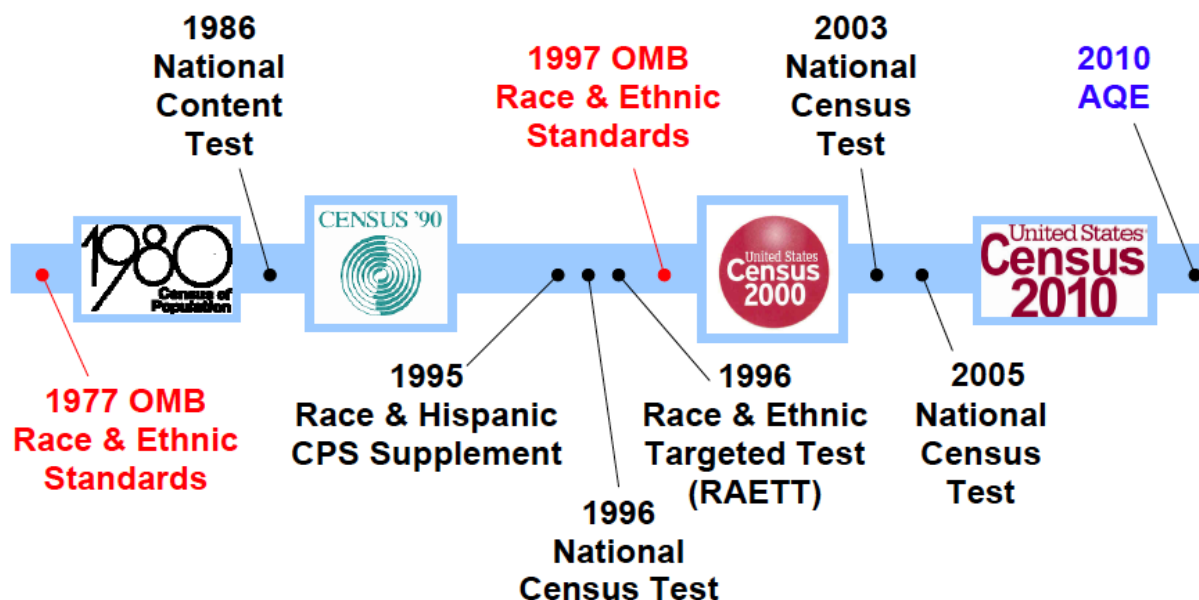 1986
National
Content
Test
1997 OMB
Race & Ethnic
Standards
2003
National
Census
Test
2010
AQE
1980
Census of
Population
CENSUS '90
United States
Census
2000
United States
Census
2010
1977 OMB
Race & Ethnic
Standards
1995
Race & Hispanic
CPS Supplement
1996
National
Census Test
1996
Race & Ethnic
Targeted Test
(RAETT)
2005
National
Census
Test